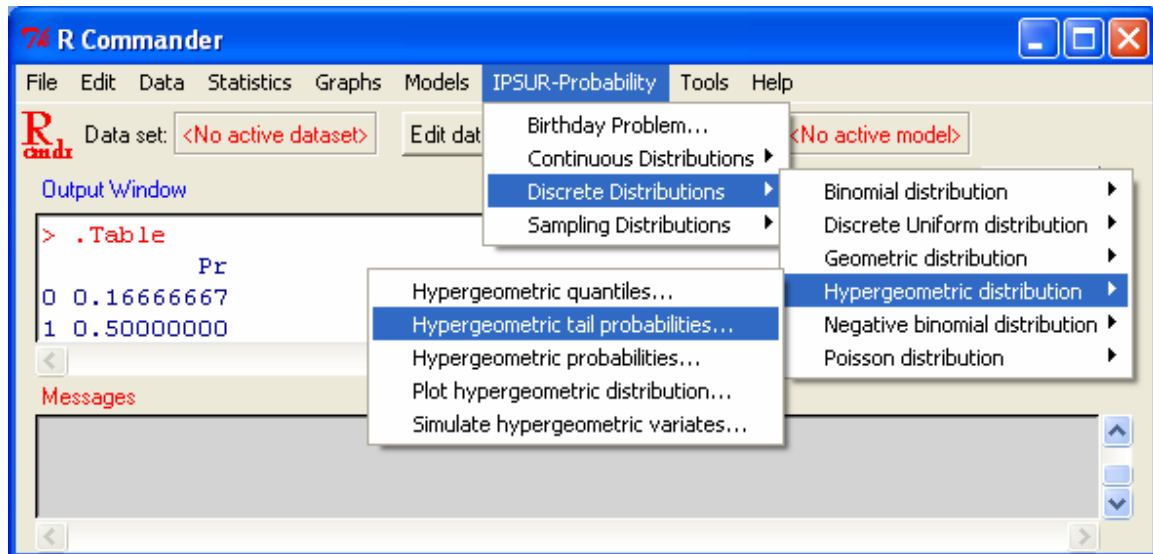 R Commander
File Edit Data Statistics Graphs Models IPSUR-Probability Tools Help
R cmdr Data set: <No active dataset> Edit dat <No active model>
Birthday Problem...
Continuous Distributions
Discrete Distributions
Sampling Distributions
Binomial distribution
Discrete Uniform distribution
Geometric distribution
Hypergeometric distribution
Negative binomial distribution
Poisson distribution
Hypergeometric quantiles...
Hypergeometric tail probabilities...
Hypergeometric probabilities...
Plot hypergeometric distribution...
Simulate hypergeometric variates...
Output Window
> .Table
Pr
0 0.16666667
1 0.50000000
Messages